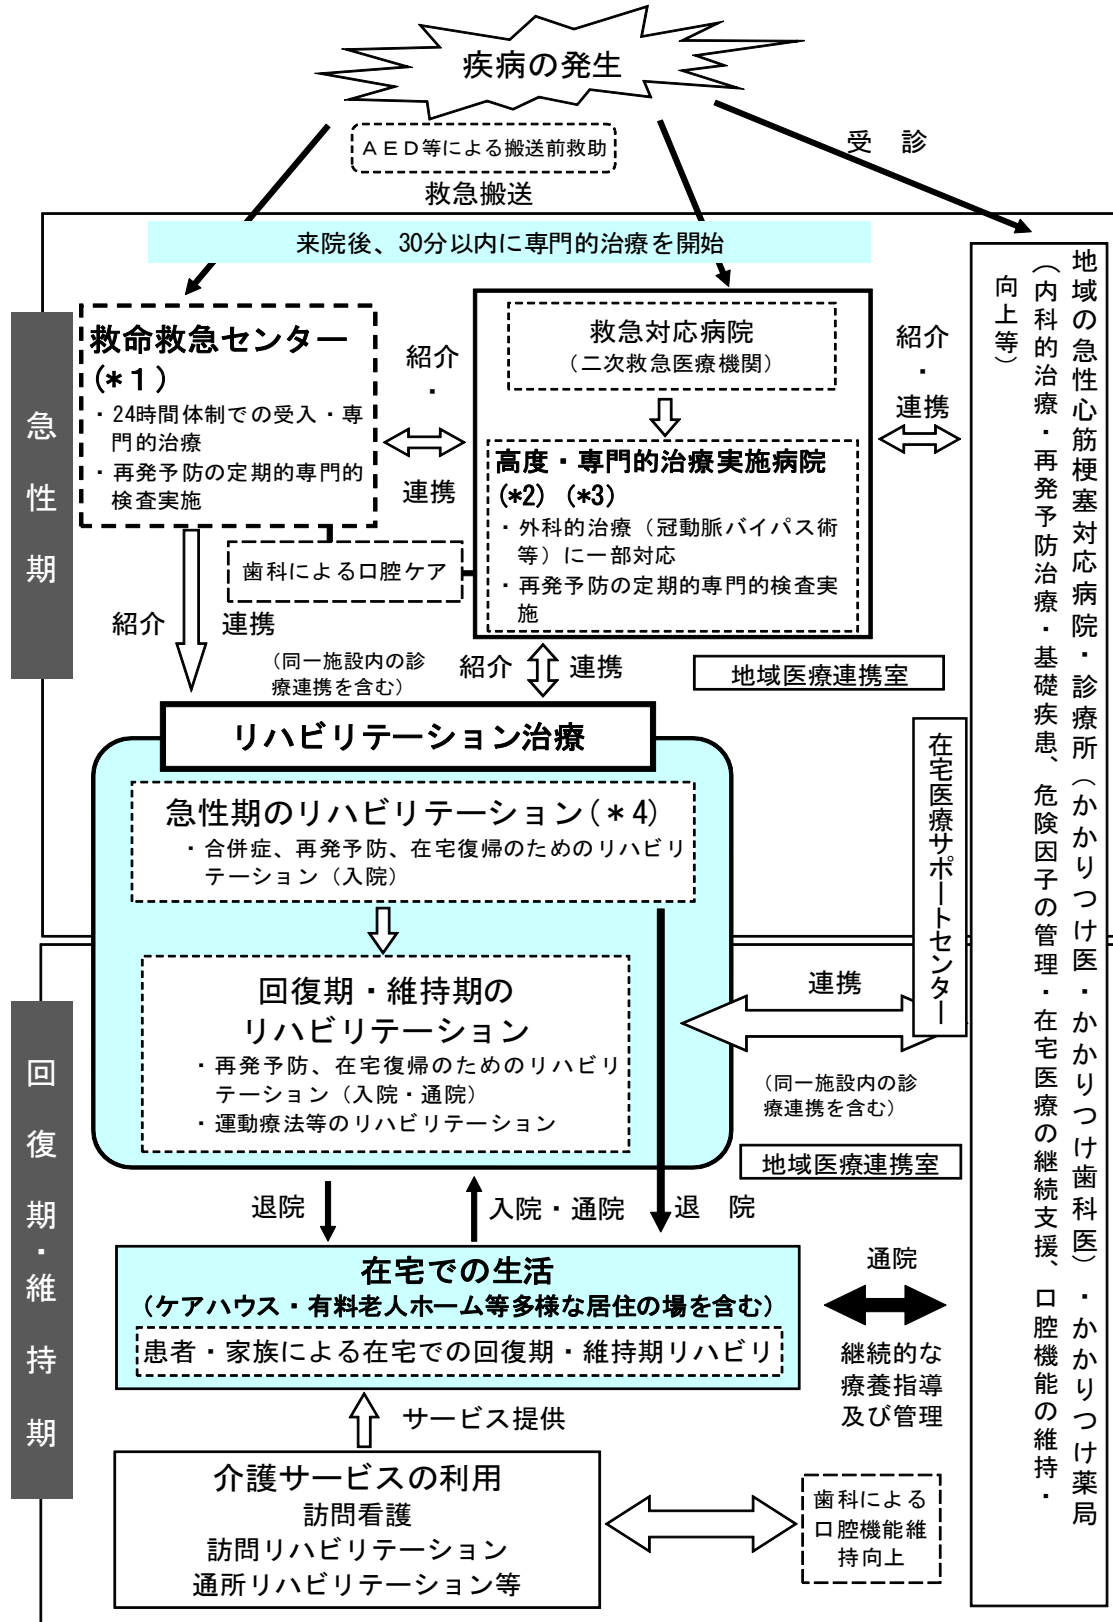 疾病の発生
AED等による搬送前救助
受 診
救急搬送
来院後、30分以内に専門的治療を開始
急性期
救命救急センター
(*1)
・24時間体制での受入・専
門的治療
・再発予防の定期的専門的
検査実施
紹介
・
連携
救急対応病院
（二次救急医療機関）
高度・専門的治療実施病院
(*2) (*3)
・外科的治療（冠動脈バイパス術
等）に一部対応
・再発予防の定期的専門的検査実
施
紹介
・
連携
地域の急性心筋梗塞対応病院・診療所（かかりつけ医・かかりつけ歯科医）・かかりつけ薬局
（内科的治療・再発予防治療・基礎疾患、危険因子の管理・在宅医療の継続支援、口腔機能の維持・
向上等）
歯科による口腔ケア
紹介 連携
（同一施設内の診
療連携を含む）
紹介 連携
地域医療連携室
リハビリテーション治療
急性期のリハビリテーション(*4)
・合併症、再発予防、在宅復帰のためのリハビリ
テーション（入院）
在宅医療サポートセンター
回復期・維持期
回復期・維持期の
リハビリテーション
・再発予防、在宅復帰のためのリハビリ
テーション（入院・通院）
・運動療法等のリハビリテーション
連携
（同一施設内の診
療連携を含む）
地域医療連携室
退院
入院・通院
退 院
在宅での生活
（ケアハウス・有料老人ホーム等多様な居住の場を含む）
患者・家族による在宅での回復期・維持期リハビリ
通院
継続的な
療養指導
及び管理
サービス提供
介護サービスの利用
訪問看護
訪問リハビリテーション
通所リハビリテーション等
歯科による
口腔機能維
持向上